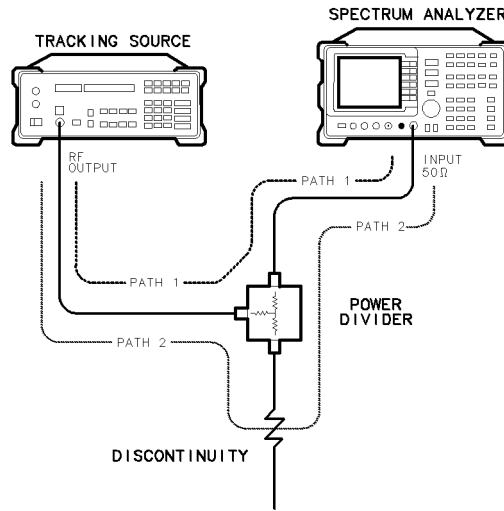 SPECTRUM ANALYZER
TRACKING SOURCE
RF
OUTPUT
INPUT
50Ω
PATH 1
PATH 2
PATH 1
POWER
DIVIDER
PATH 2
DISCONTINUITY